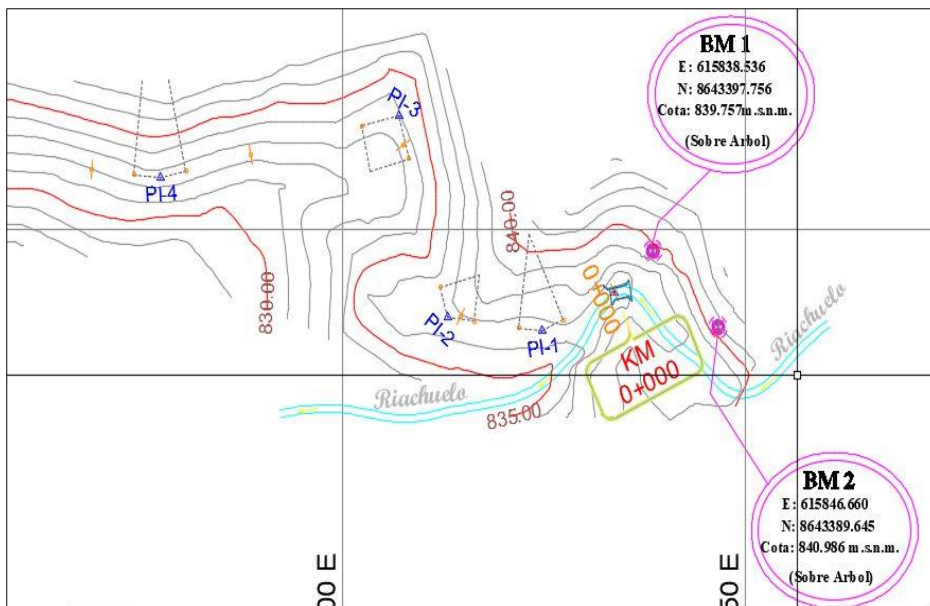 BM 1
E: 615838.536
N: 8643397.756
Cota: 839.757m.s.n.m.
(Sobre Arbol)
PI-3
PI-4
840.00
830.00
0+000
PI-2
PI-1
Riachuelo
KM
0+000
Riachuelo
835.00
BM 2
E: 615846.660
N: 8643389.645
Cota: 840.986 m.s.n.m.
(Sobre Arbol)
00 E
50 E